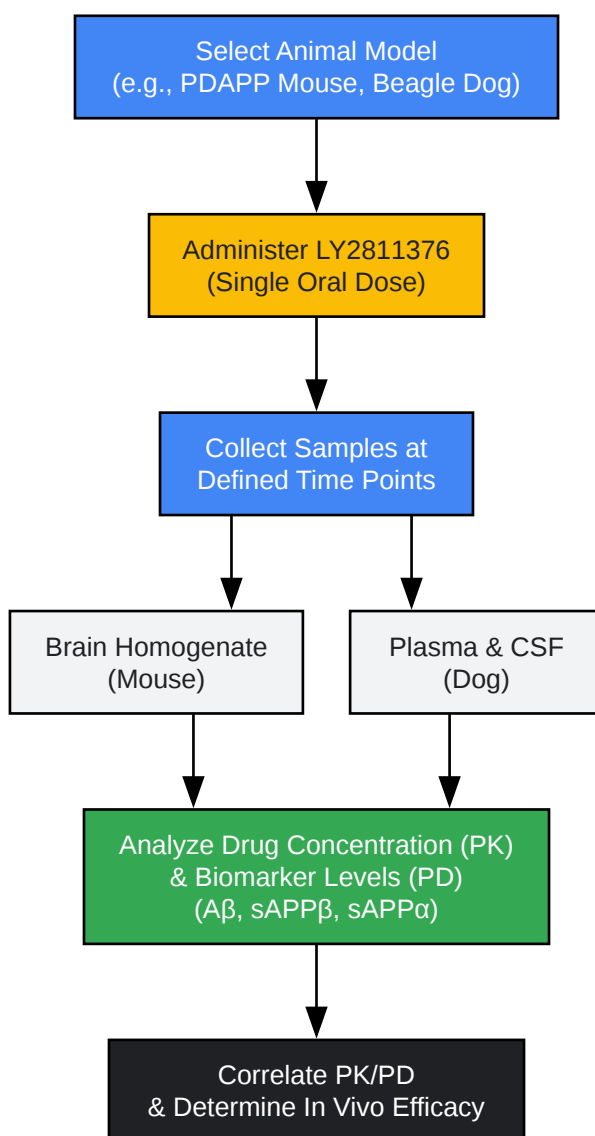 Select Animal Model
(e.g., PDAPP Mouse, Beagle Dog)
Administer LY2811376
(Single Oral Dose)
Collect Samples at
Defined Time Points
Brain Homogenate
(Mouse)
Plasma & CSF
(Dog)
Analyze Drug Concentration (PK)
& Biomarker Levels (PD)
(Aβ, sAPPβ, sAPPα)
Correlate PK/PD
& Determine In Vivo Efficacy